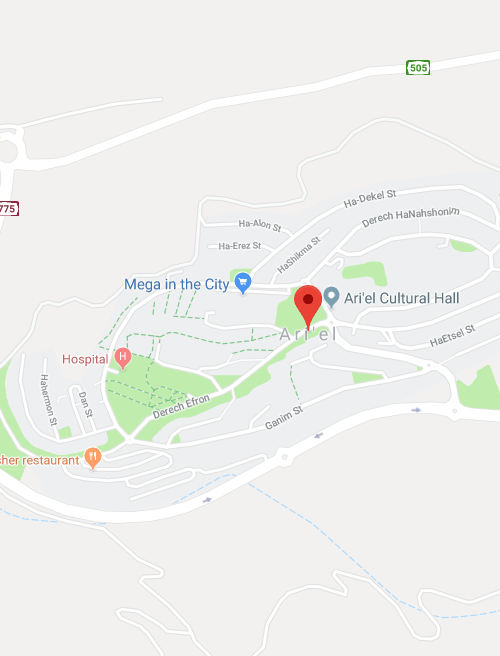 505
775
Ha-Dekel St
Ha-Alon St
Derech HaNahshonim
Ha-Erez St
HaShikma St
Mega in the City
Ari'el Cultural Hall
Ari'el
HaEtsel St
Hospital
H
Hahermon St
Dan St
Derech Efron
Ganim St
sher restaurant